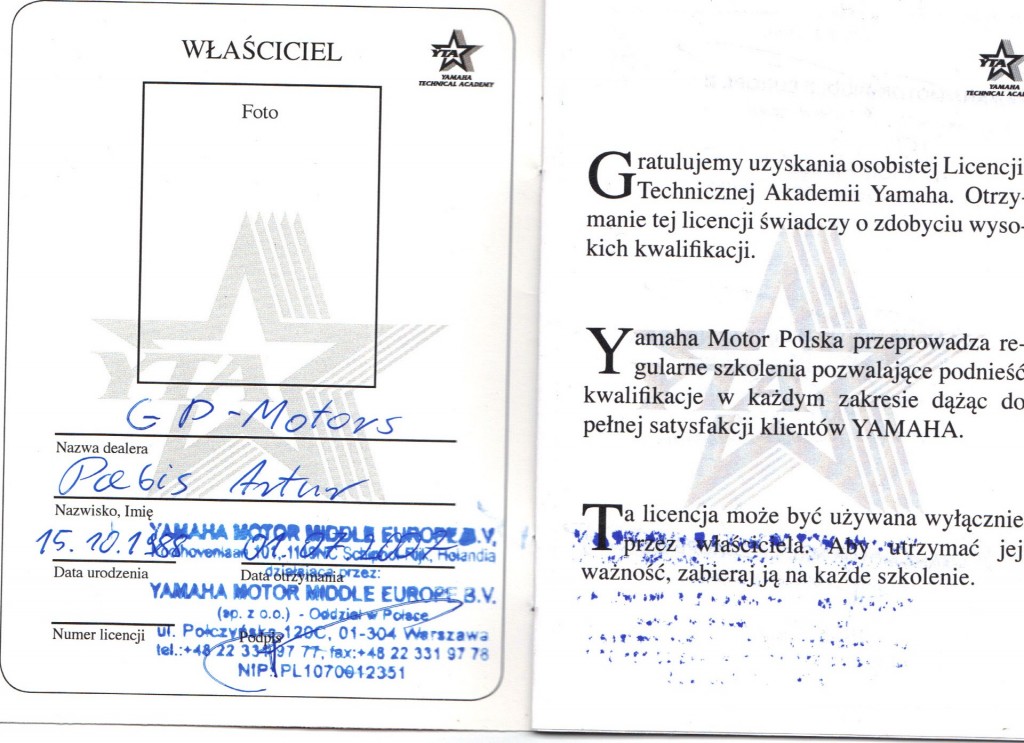 WŁAŚCICIEL
YTA
YAMAHA
TECHNICAL ACADEMY
Foto
YTA
GP-Motors
Nazwa dealera
Pabis Artur
Nazwisko, Imię
15.10.1988
YAMAHA MOTOR MIDDLE EUROPE B.V.
Koolhovenlaan 101, 1119NC Schiphol-Rijk, Holandia
Data urodzenia
Data otrzymania
działająca przez:
YAMAHA MOTOR MIDDLE EUROPE B.V.
(sp. z o.o.) - Oddział w Polsce
Numer licencji
Podpis
ul. Połczyńska 120C, 01-304 Warszawa
tel.:+48 22 331 97 77, fax:+48 22 331 97 78
NIP: PL1070012351
YTA
YAMAHA
TECHNICAL ACA
Gratulujemy uzyskania osobistej Licencji
Technicznej Akademii Yamaha. Otrzy-
manie tej licencji świadczy o zdobyciu wyso-
kich kwalifikacji.
Yamaha Motor Polska przeprowadza re-
gularne szkolenia pozwalające podnieść
kwalifikacje w każdym zakresie dążąc do
pełnej satysfakcji klientów YAMAHA.
Ta licencja może być używana wyłącznie
przez właściciela. Aby utrzymać jej
ważność, zabieraj ją na każde szkolenie.